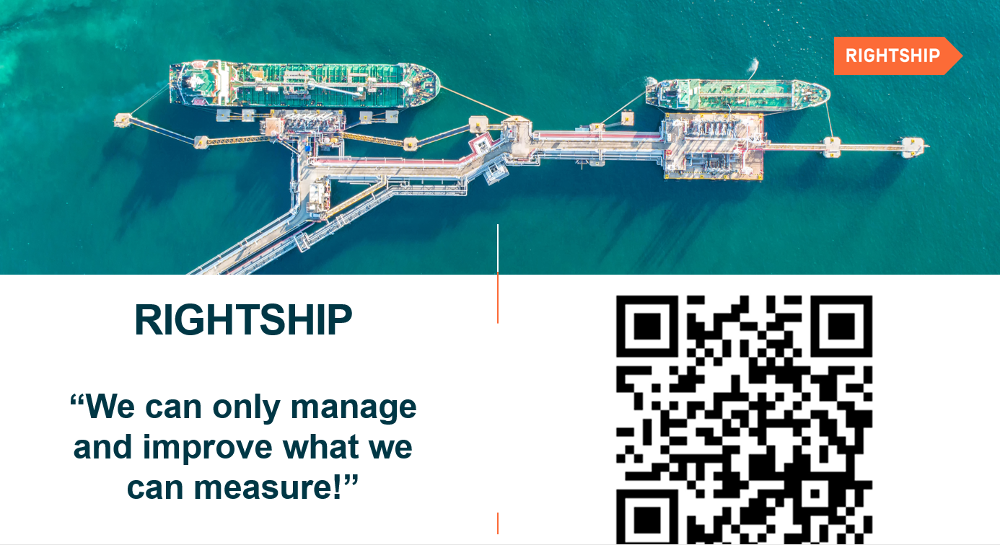 RIGHTSHIP
RIGHTSHIP
“We can only manage
and improve what we
can measure!”